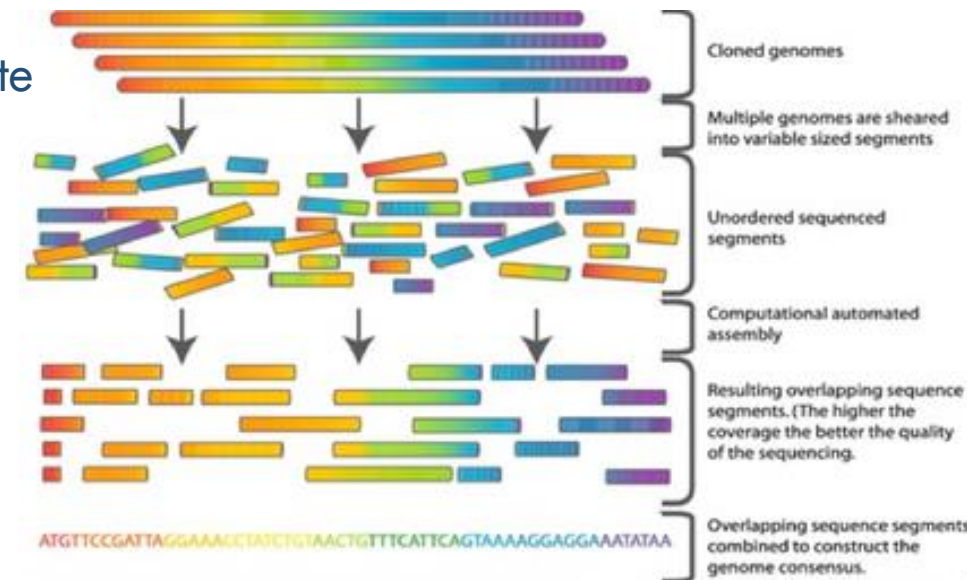 te
Cloned genomes
Multiple genomes are sheared
into variable sized segments
Unordered sequenced
segments
Computational automated
assembly
Resulting overlapping sequence
segments. (The higher the
coverage the better the quality
of the sequencing.
ATGTTCCGATTAGGAAACCTATCTGTAACTGTTTCATTCAGTAAAAGGAGGAAATATAA
Overlapping sequence segments
combined to construct the
genome consensus.